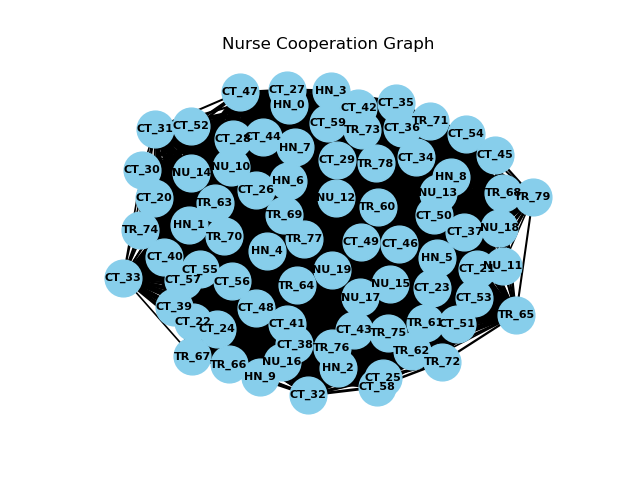 Nurse Cooperation Graph
CT_47
CT_27
HN_3
HN_0
CT_35
CT_42
CT_31
CT_52
CT_59
TR_73
CT_36
TR_71
CT_54
CT_28
CT_44
HN_7
CT_45
CT_30
NU_14
NU_10
CT_29
TR_78
CT_34
HN_8
CT_20
CT_26
HN_6
NU_12
NU_13
TR_68
TR_79
TR_63
TR_60
TR_74
HN_1
TR_69
CT_50
NU_18
TR_70
TR_77
CT_49
CT_46
CT_37
CT_40
HN_4
HN_5
CT_33
CT_57
CT_55
CT_56
TR_64
NU_19
NU_15
CT_23
CT_21
NU_11
CT_39
CT_48
NU_17
CT_53
CT_22
CT_24
CT_41
CT_43
TR_75
TR_61
CT_51
TR_65
TR_67
TR_66
CT_38
TR_76
TR_62
TR_72
HN_9
NU_16
HN_2
CT_25
CT_32
CT_58